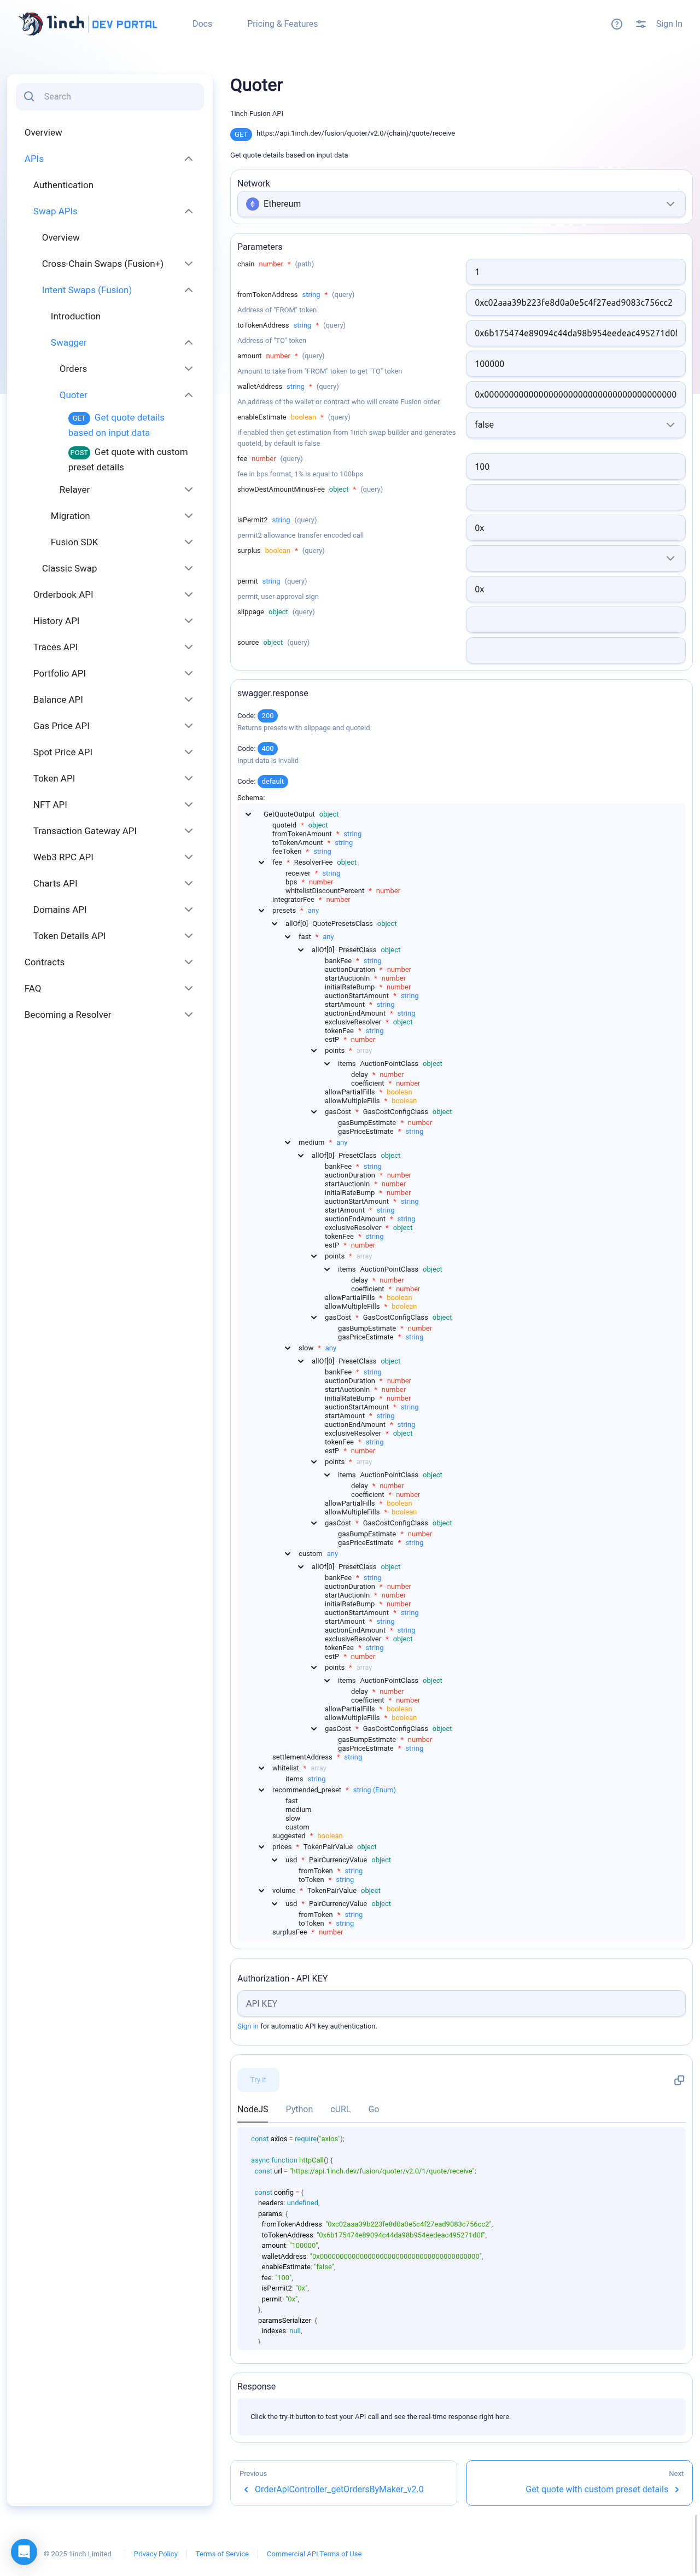 1inch DEV PORTAL
Docs
Pricing & Features
Sign In
Search
Overview
APIs
Authentication
Swap APIs
Overview
Cross-Chain Swaps (Fusion+)
Intent Swaps (Fusion)
Introduction
Swagger
Orders
Quoter
GET Get quote details
based on input data
POST Get quote with custom
preset details
Relayer
Migration
Fusion SDK
Classic Swap
Orderbook API
History API
Traces API
Portfolio API
Balance API
Gas Price API
Spot Price API
Token API
NFT API
Transaction Gateway API
Web3 RPC API
Charts API
Domains API
Token Details API
Contracts
FAQ
Becoming a Resolver
Quoter
1inch Fusion API
GET https://api.1inch.dev/fusion/quoter/v2.0/{chain}/quote/receive
Get quote details based on input data
Network
Ethereum
Parameters
chain number * (path)
1
fromTokenAddress string * (query)
Address of "FROM" token
0xc02aaa39b223fe8d0a0e5c4f27ead9083c756cc2
toTokenAddress string * (query)
Address of "TO" token
0x6b175474e89094c44da98b954eedeac495271d0f
amount number * (query)
Amount to take from "FROM" token to get "TO" token
100000
walletAddress string * (query)
An address of the wallet or contract who will create Fusion order
0x0000000000000000000000000000000000000000
enableEstimate boolean * (query)
if enabled then get estimation from 1inch swap builder and generates
quoteId, by default is false
false
fee number (query)
fee in bps format, 1% is equal to 100bps
100
showDestAmountMinusFee object * (query)
isPermit2 string (query)
permit2 allowance transfer encoded call
0x
surplus boolean * (query)
permit string (query)
permit, user approval sign
0x
slippage object (query)
source object (query)
swagger.response
Code: 200
Returns presets with slippage and quoteId
Code: 400
Input data is invalid
Code: default
Schema:
GetQuoteOutput object
quoteId * object
fromTokenAmount * string
toTokenAmount * string
feeToken * string
fee * ResolverFee object
receiver * string
bps * number
whitelistDiscountPercent * number
integratorFee * number
presets * any
allOf[0] QuotePresetsClass object
fast * any
allOf[0] PresetClass object
bankFee * string
auctionDuration * number
startAuctionIn * number
initialRateBump * number
auctionStartAmount * string
startAmount * string
auctionEndAmount * string
exclusiveResolver * object
tokenFee * string
estP * number
points * array
items AuctionPointClass object
delay * number
coefficient * number
allowPartialFills * boolean
allowMultipleFills * boolean
gasCost * GasCostConfigClass object
gasBumpEstimate * number
gasPriceEstimate * string
medium * any
allOf[0] PresetClass object
bankFee * string
auctionDuration * number
startAuctionIn * number
initialRateBump * number
auctionStartAmount * string
startAmount * string
auctionEndAmount * string
exclusiveResolver * object
tokenFee * string
estP * number
points * array
items AuctionPointClass object
delay * number
coefficient * number
allowPartialFills * boolean
allowMultipleFills * boolean
gasCost * GasCostConfigClass object
gasBumpEstimate * number
gasPriceEstimate * string
slow * any
allOf[0] PresetClass object
bankFee * string
auctionDuration * number
startAuctionIn * number
initialRateBump * number
auctionStartAmount * string
startAmount * string
auctionEndAmount * string
exclusiveResolver * object
tokenFee * string
estP * number
points * array
items AuctionPointClass object
delay * number
coefficient * number
allowPartialFills * boolean
allowMultipleFills * boolean
gasCost * GasCostConfigClass object
gasBumpEstimate * number
gasPriceEstimate * string
custom any
allOf[0] PresetClass object
bankFee * string
auctionDuration * number
startAuctionIn * number
initialRateBump * number
auctionStartAmount * string
startAmount * string
auctionEndAmount * string
exclusiveResolver * object
tokenFee * string
estP * number
points * array
items AuctionPointClass object
delay * number
coefficient * number
allowPartialFills * boolean
allowMultipleFills * boolean
gasCost * GasCostConfigClass object
gasBumpEstimate * number
gasPriceEstimate * string
settlementAddress * string
whitelist * array
items string
recommended_preset * string (Enum)
fast
medium
slow
custom
suggested * boolean
prices * TokenPairValue object
usd * PairCurrencyValue object
fromToken * string
toToken * string
volume * TokenPairValue object
usd * PairCurrencyValue object
fromToken * string
toToken * string
surplusFee * number
Authorization - API KEY
API KEY
Sign in for automatic API key authentication.
Try it
NodeJS Python cURL Go
const axios = require("axios");
async function httpCall() {
const url = "https://api.1inch.dev/fusion/quoter/v2.0/1/quote/receive";
const config = {
headers: undefined,
params: {
fromTokenAddress: "0xc02aaa39b223fe8d0a0e5c4f27ead9083c756cc2",
toTokenAddress: "0x6b175474e89094c44da98b954eedeac495271d0f",
amount: "100000",
walletAddress: "0x0000000000000000000000000000000000000000",
enableEstimate: "false",
fee: "100",
isPermit2: "0x",
permit: "0x",
},
paramsSerializer: {
indexes: null,
}
Response
Click the try-it button to test your API call and see the real-time response right here.
Previous
OrderApiController_getOrdersByMaker_v2.0
Next
Get quote with custom preset details
© 2025 1inch Limited
Privacy Policy
Terms of Service
Commercial API Terms of Use